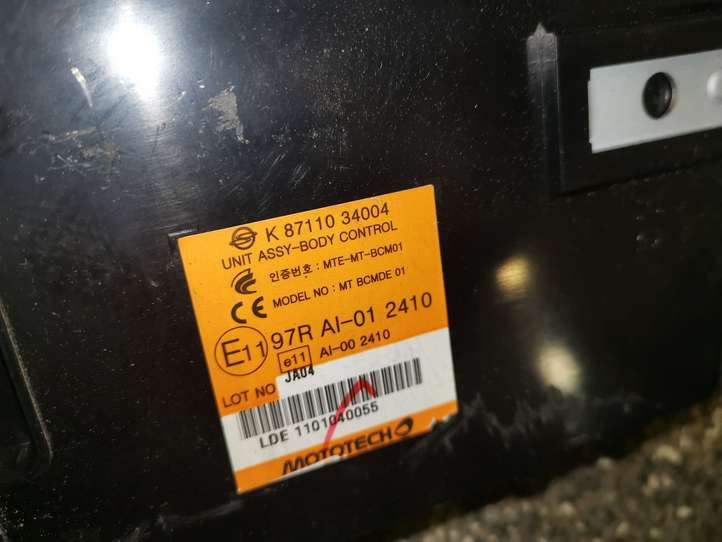 K 87110 34004
UNIT ASSY-BODY CONTROL
인증번호 : MTE-MT-BCM01
CE MODEL NO : MT BCMDE 01
E11 97R AI-01 2410
e11 AI-00 2410
LOT NO JA04
LDE 1101040055
MOTOTECH